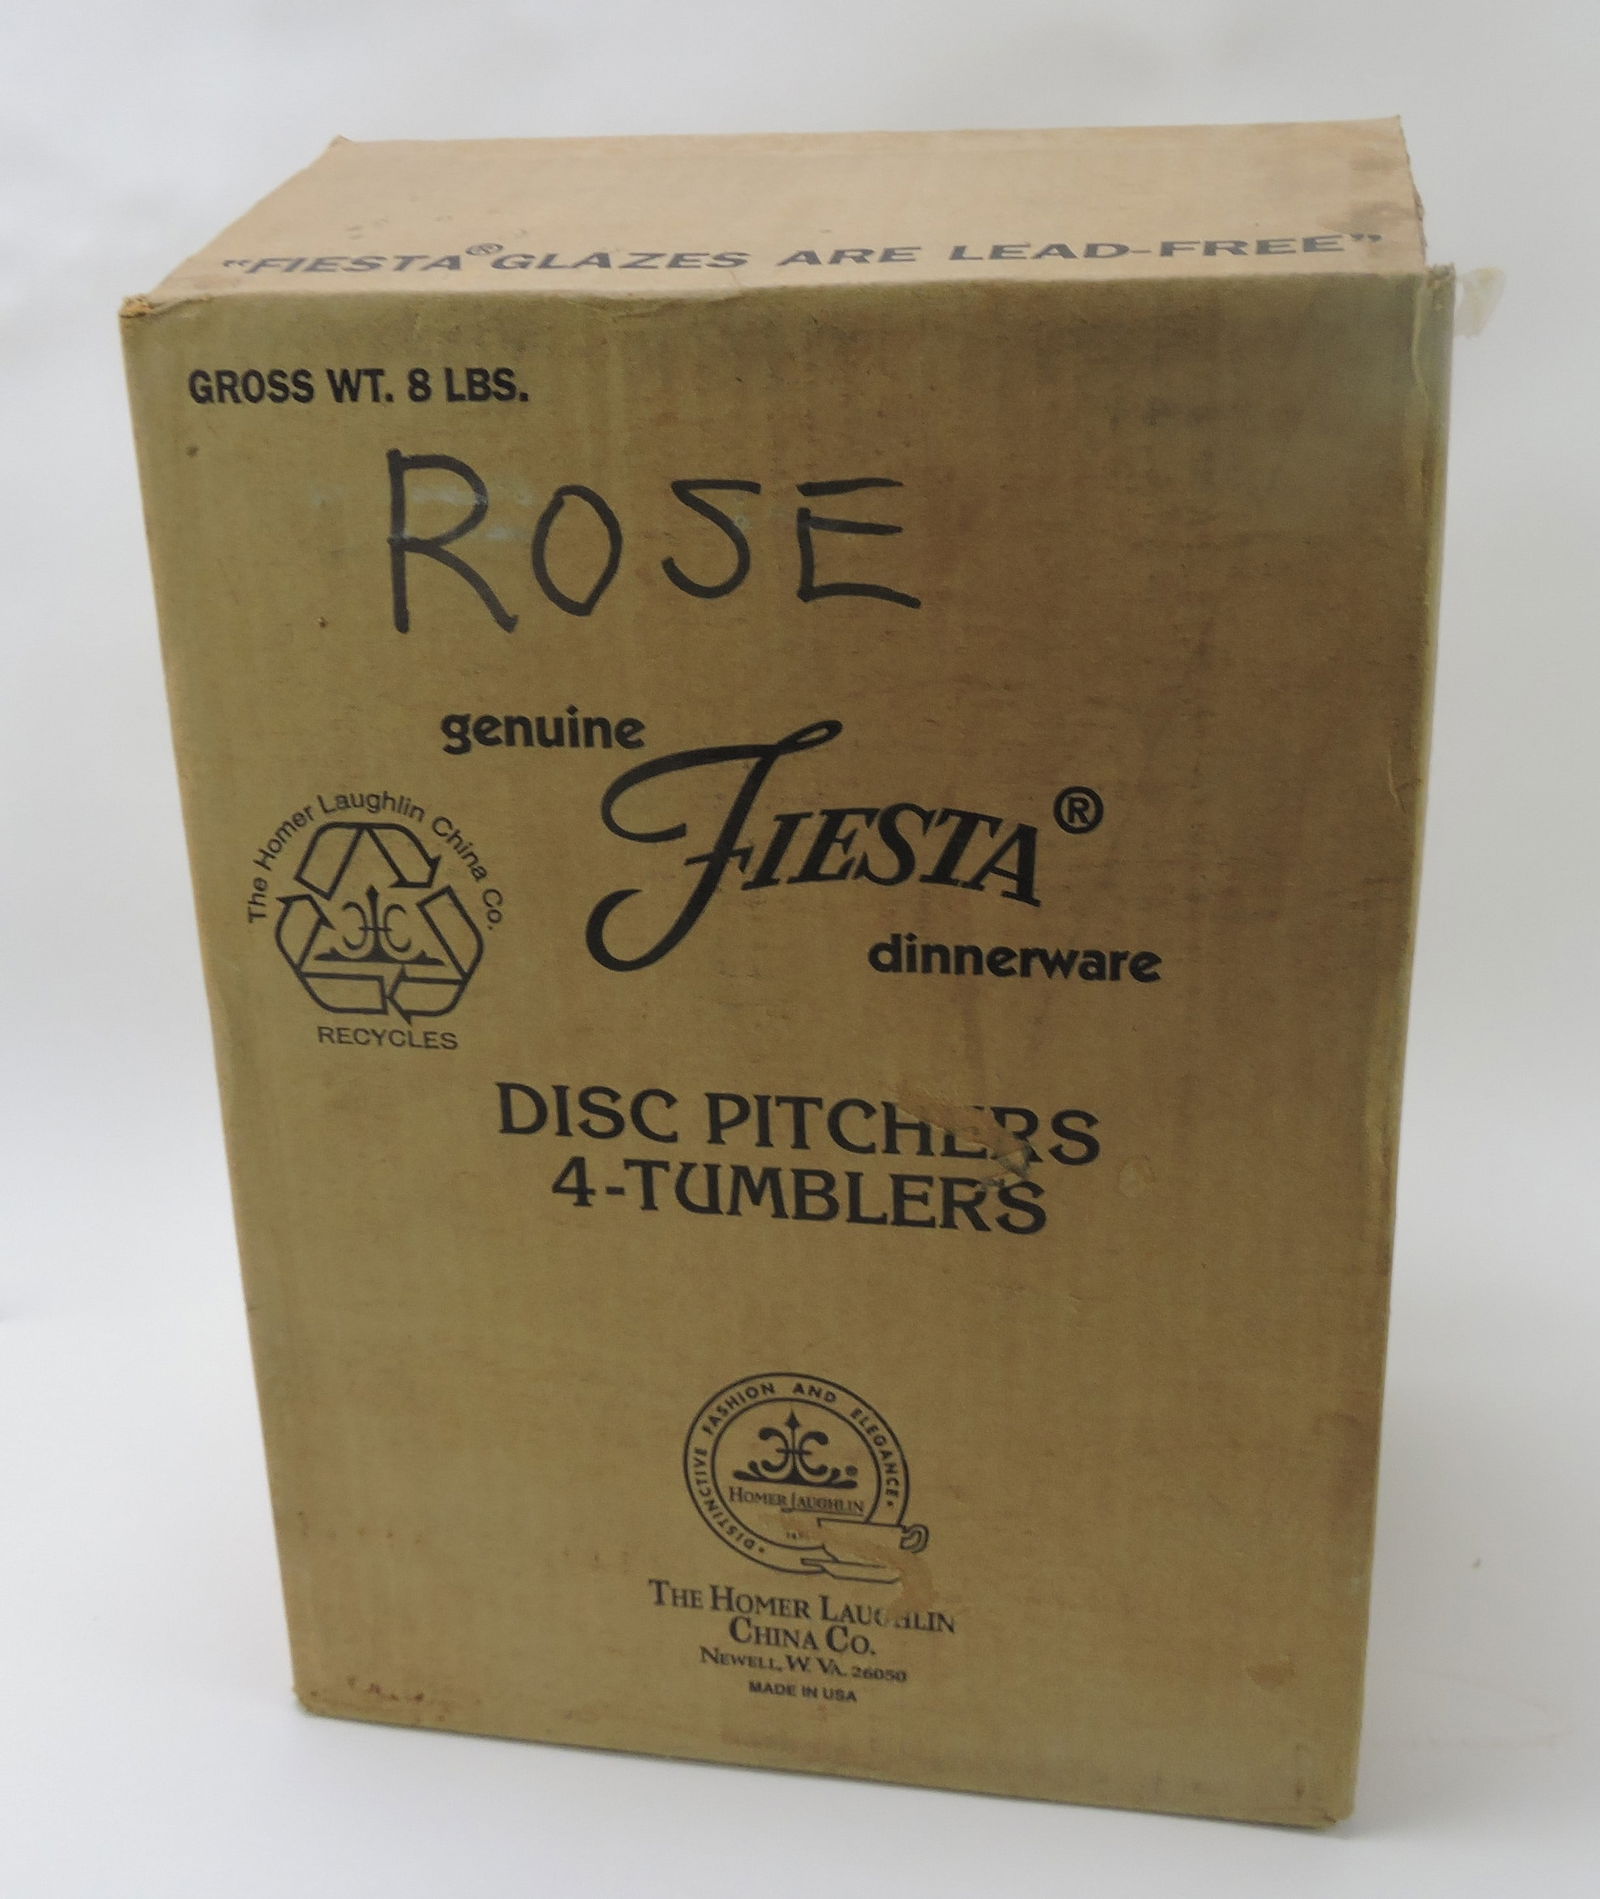 "FIESTA® GLAZES ARE LEAD-FREE"
GROSS WT. 8 LBS.
ROSE
genuine
FIESTA®
dinnerware
The Homer Laughlin China Co.
RECYCLES
DISC PITCHERS
4-TUMBLERS
• DISTINCTIVE FASHION AND ELEGANCE •
HOMER LAUGHLIN
THE HOMER LAUGHLIN
CHINA CO.
NEWELL, W. VA. 26050
MADE IN USA